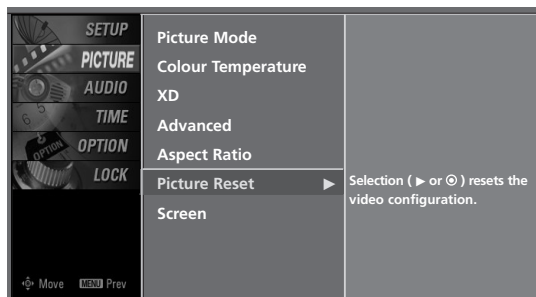 SETUP
PICTURE
AUDIO
TIME
OPTION
LOCK
Move MENU Prev
Picture Mode
Colour Temperature
XD
Advanced
Aspect Ratio
Picture Reset ▶
Screen
Selection ( ▶ or ⊙ ) resets the
video configuration.